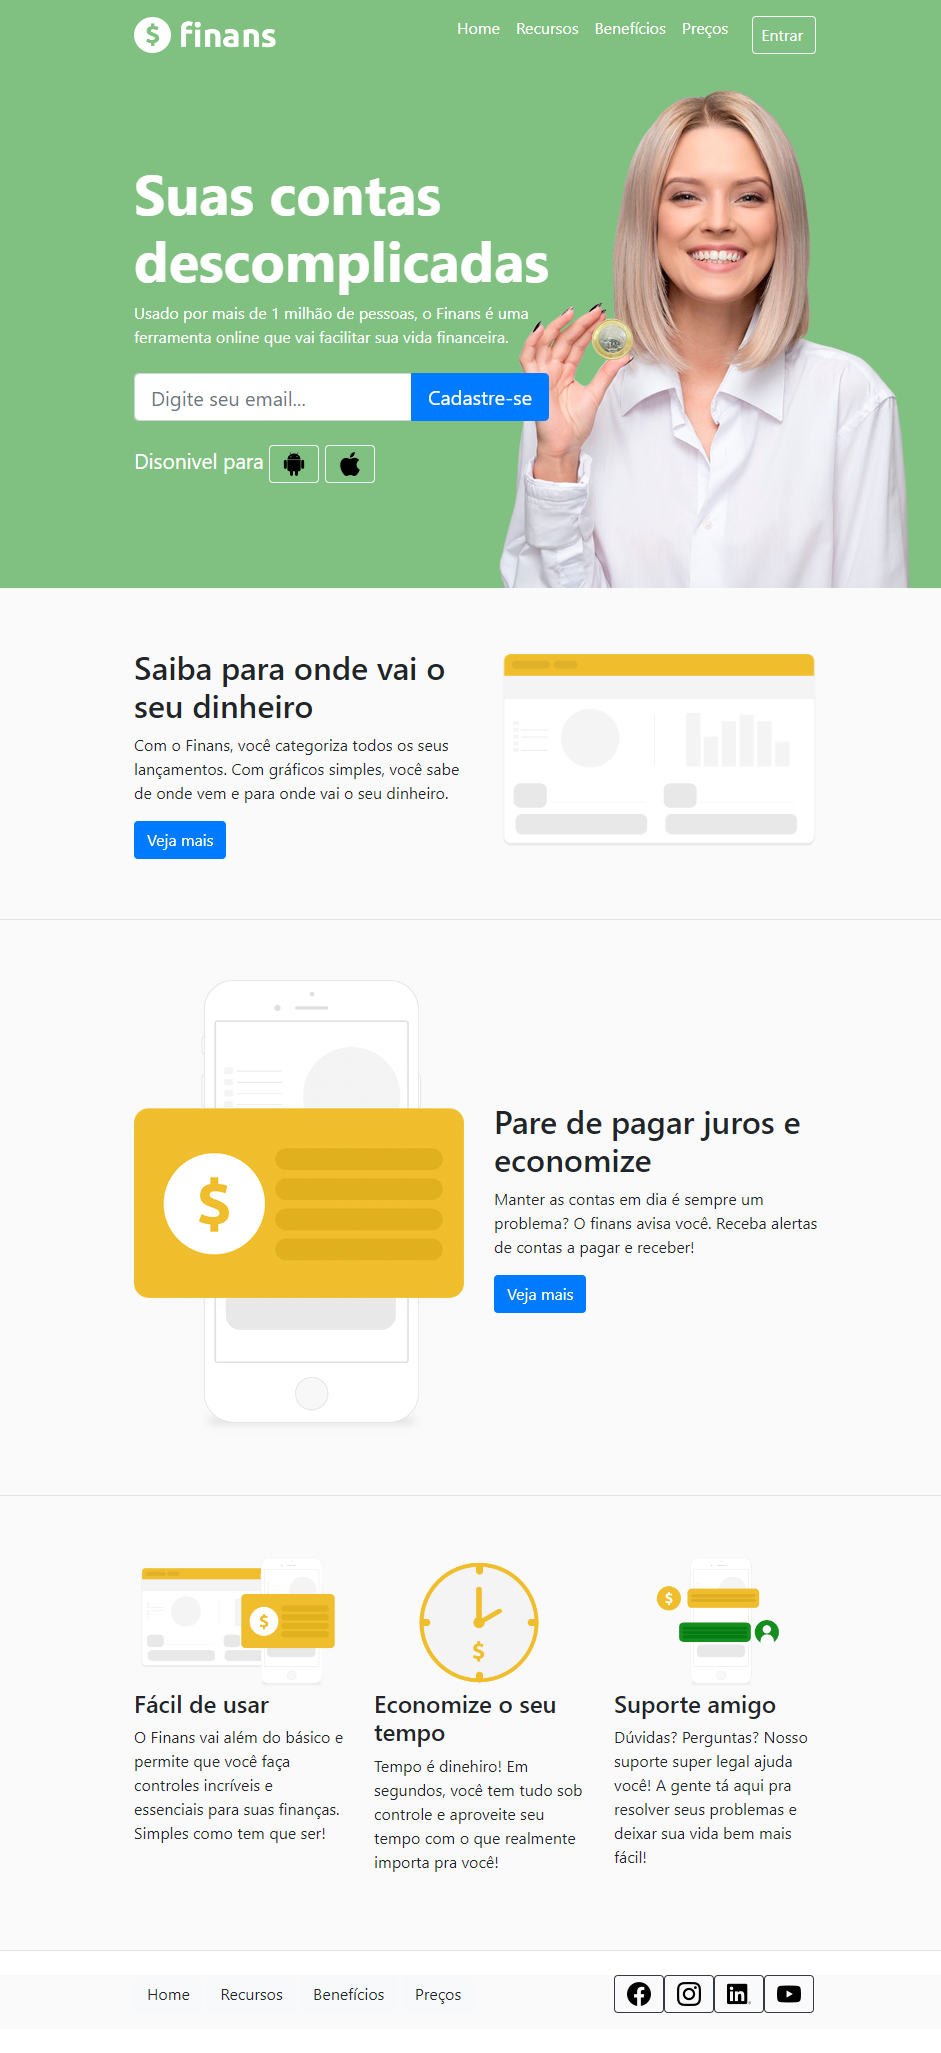 $ finans
Home Recursos Benefícios Preços Entrar
Suas contas
descomplicadas
Usado por mais de 1 milhão de pessoas, o Finans é uma
ferramenta online que vai facilitar sua vida financeira.
Digite seu email... Cadastre-se
Disonivel para
Saiba para onde vai o
seu dinheiro
Com o Finans, você categoriza todos os seus
lançamentos. Com gráficos simples, você sabe
de onde vem e para onde vai o seu dinheiro.
Veja mais
$
Pare de pagar juros e
economize
Manter as contas em dia é sempre um
problema? O finans avisa você. Receba alertas
de contas a pagar e receber!
Veja mais
$
$
$
Fácil de usar
O Finans vai além do básico e
permite que você faça
controles incríveis e
essenciais para suas finanças.
Simples como tem que ser!
Economize o seu
tempo
Tempo é dinehiro! Em
segundos, você tem tudo sob
controle e aproveite seu
tempo com o que realmente
importa pra você!
Suporte amigo
Dúvidas? Perguntas? Nosso
suporte super legal ajuda
você! A gente tá aqui pra
resolver seus problemas e
deixar sua vida bem mais
fácil!
Home Recursos Benefícios Preços in